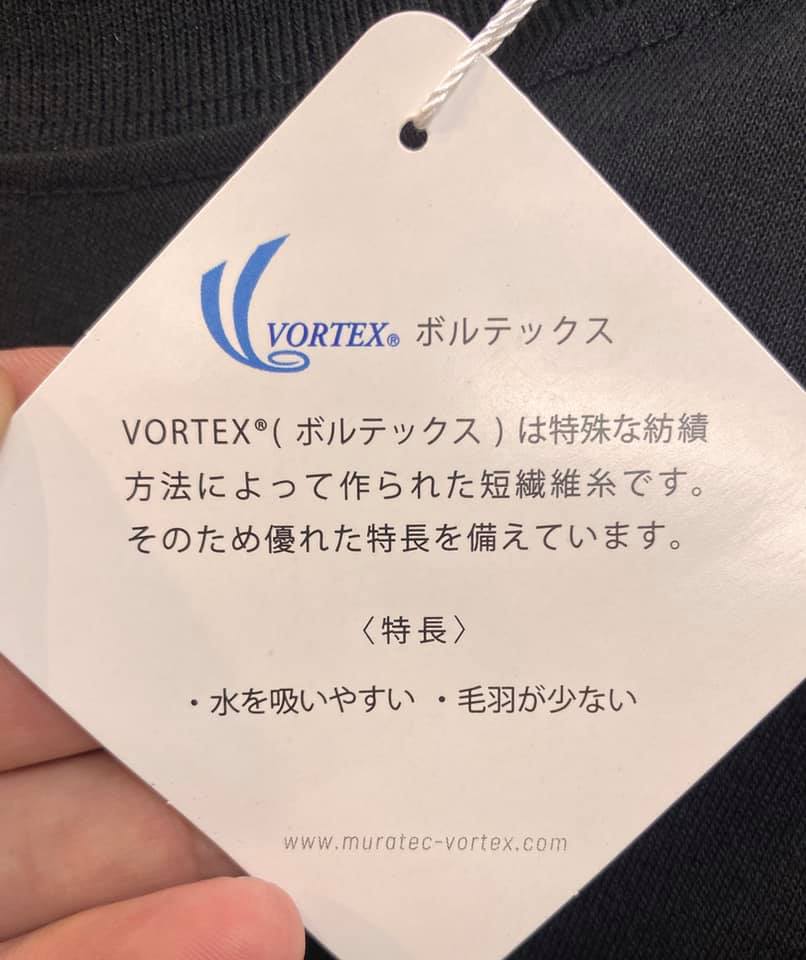 VORTEX® ボルテックス
VORTEX®( ボルテックス ) は特殊な紡績
方法によって作られた短繊維糸です。
そのため優れた特長を備えています。
〈特長〉
・水を吸いやすい ・毛羽が少ない
www.muratec-vortex.com